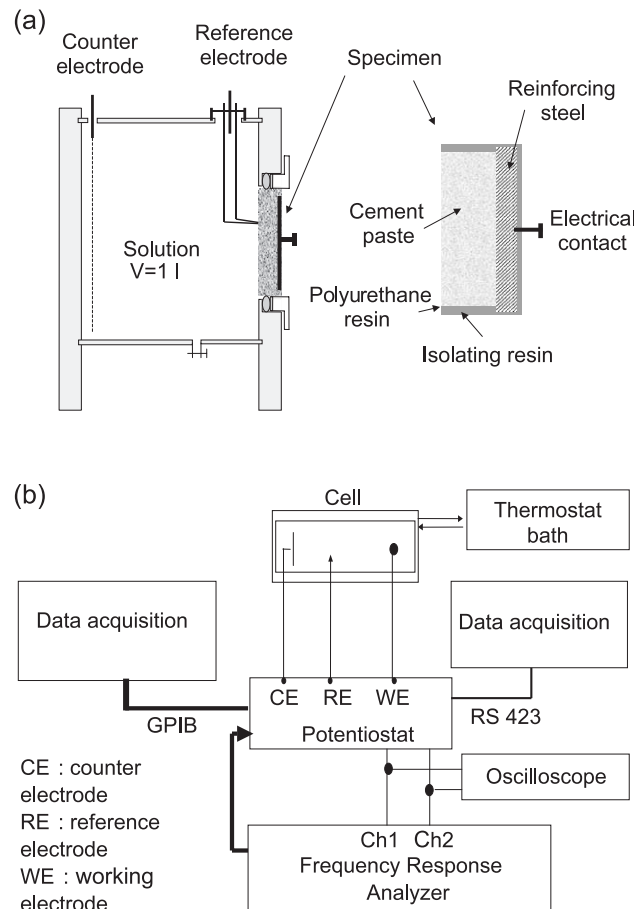 (a)
Counter
electrode
Reference
electrode
Specimen
Reinforcing
steel
Cement
paste
Electrical
contact
Solution
V=1 l
Polyurethane
resin
Isolating resin
(b)
Cell
Thermostat
bath
Data acquisition
Data acquisition
CE RE WE
GPIB
Potentiostat
RS 423
CE : counter
electrode
RE : reference
electrode
WE : working
electrode
Oscilloscope
Ch1 Ch2
Frequency Response
Analyzer